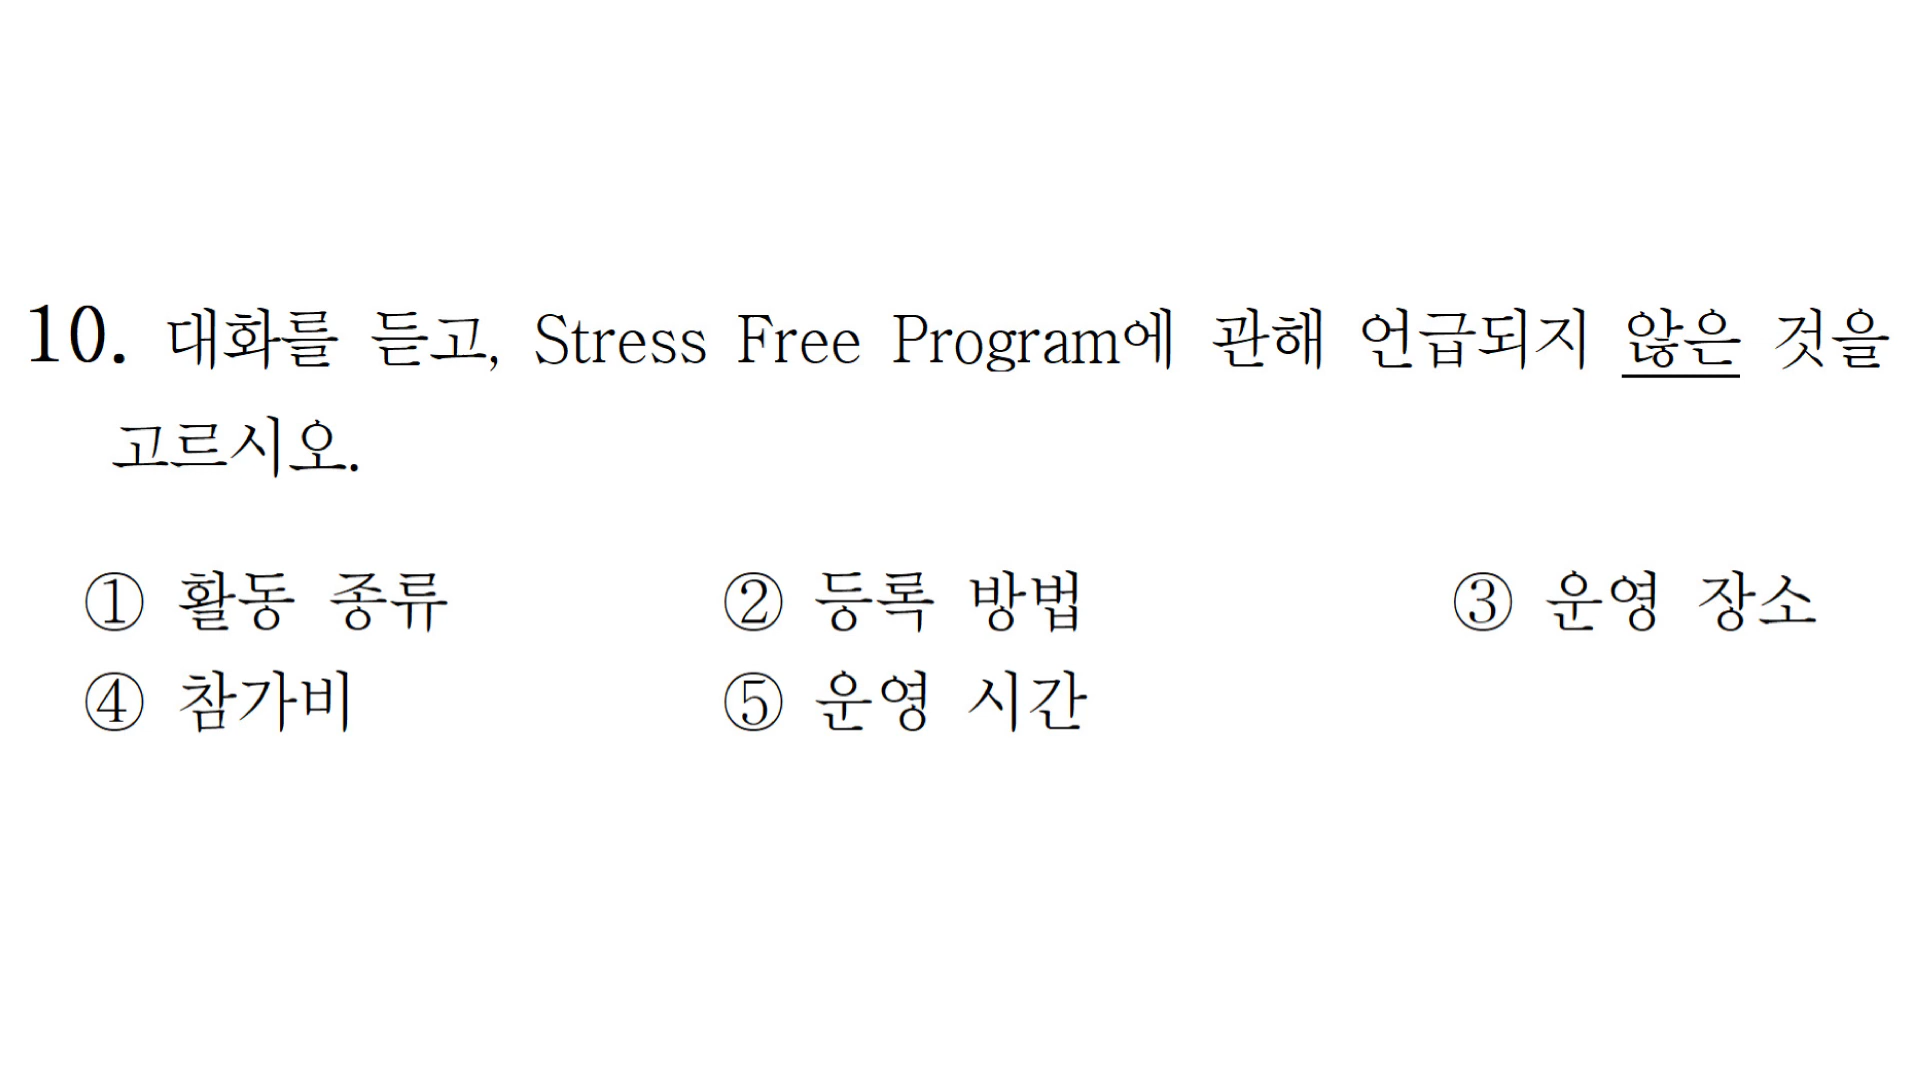 10. 대화를 듣고, Stress Free Program에 관해 언급되지 않은 것을
고르시오.
① 활동 종류 ② 등록 방법 ③ 운영 장소
④ 참가비 ⑤ 운영 시간